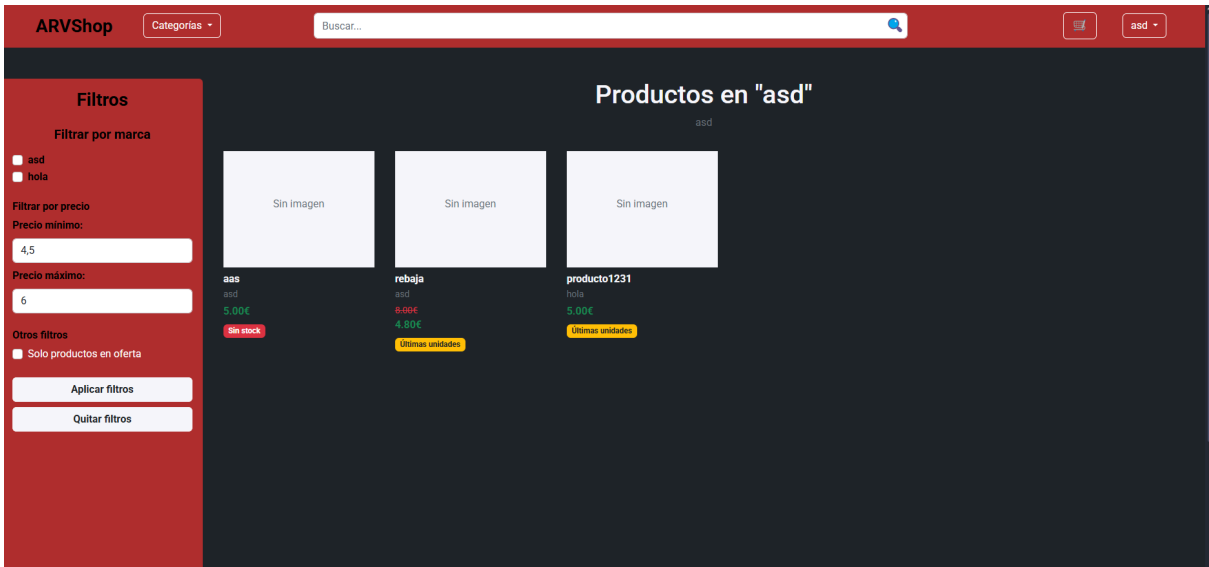 ARVShop Categorías Buscar... asd
Filtros
Filtrar por marca
asd
hola
Filtrar por precio
Precio mínimo:
4,5
Precio máximo:
6
Otros filtros
Solo productos en oferta
Aplicar filtros
Quitar filtros
Productos en "asd"
asd
Sin imagen
aas
asd
5.00€
Sin stock
Sin imagen
rebaja
asd
8.00€
4.80€
Últimas unidades
Sin imagen
producto1231
hola
5.00€
Últimas unidades